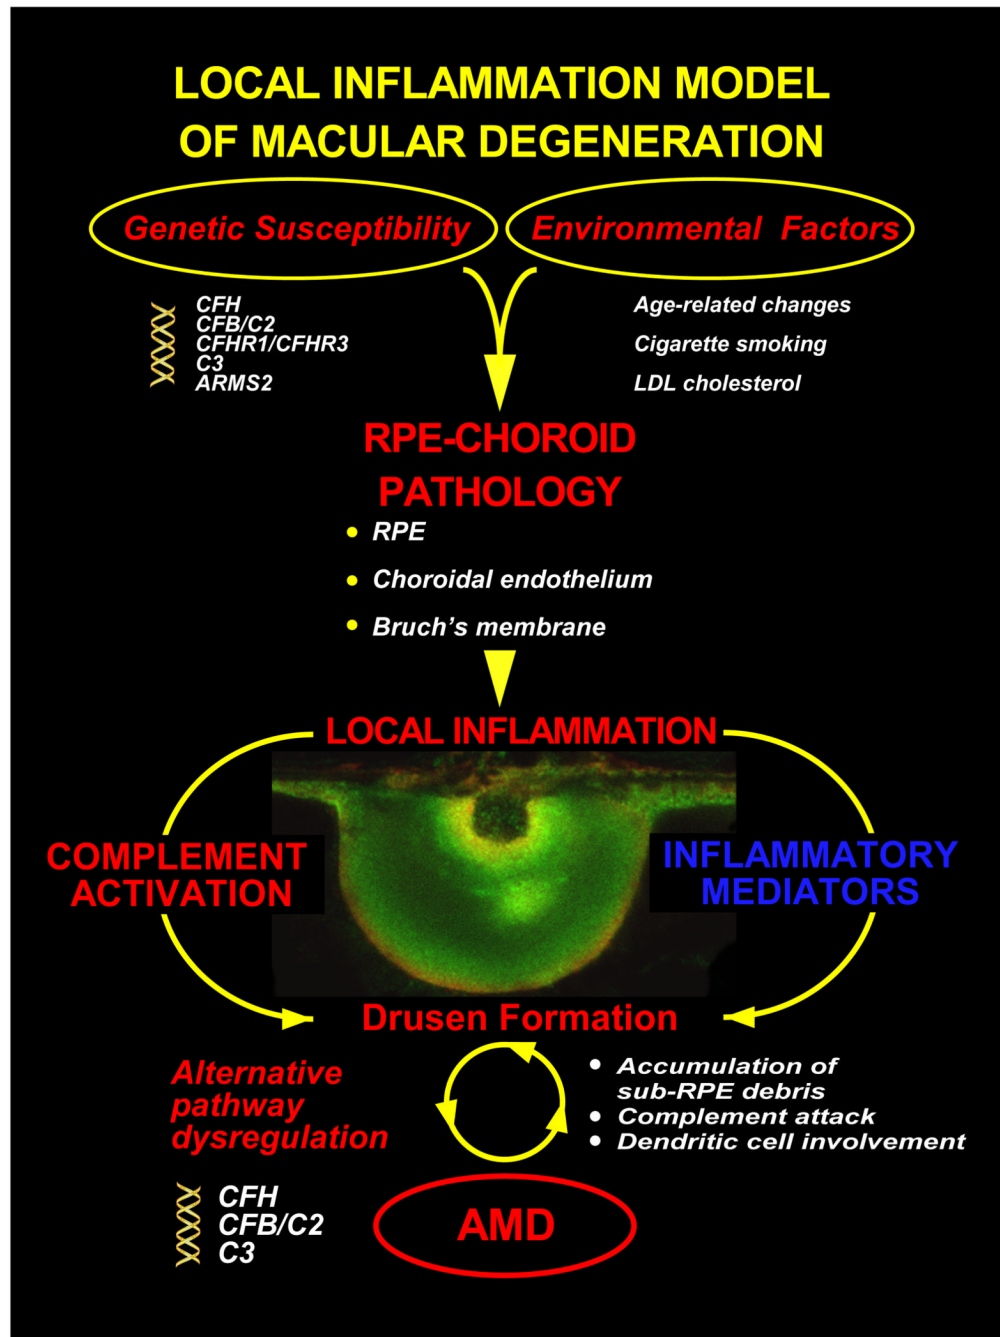 LOCAL INFLAMMATION MODEL
OF MACULAR DEGENERATION
Genetic Susceptibility
Environmental Factors
CFH
CFB/C2
CFHR1/CFHR3
C3
ARMS2
Age-related changes
Cigarette smoking
LDL cholesterol
RPE-CHOROID
PATHOLOGY
• RPE
• Choroidal endothelium
• Bruch's membrane
LOCAL INFLAMMATION
COMPLEMENT
ACTIVATION
INFLAMMATORY
MEDIATORS
Drusen Formation
Alternative
pathway
dysregulation
• Accumulation of
sub-RPE debris
• Complement attack
• Dendritic cell involvement
CFH
CFB/C2
C3
AMD